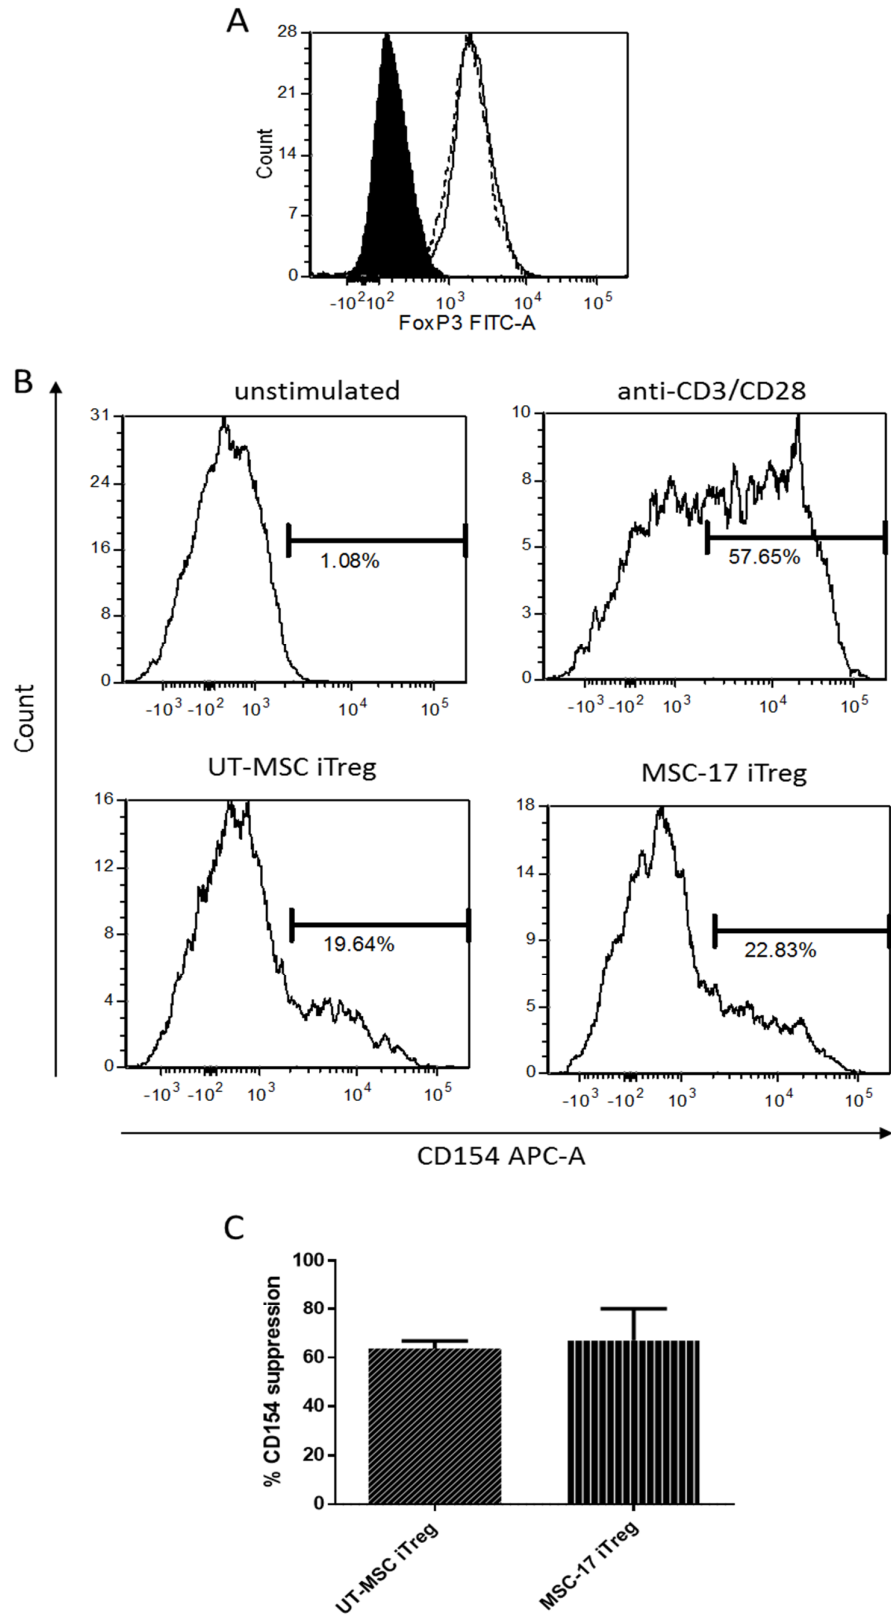 A
28
21
14
7
0
Count
-10² 10² 10³ 10⁴ 10⁵
FoxP3 FITC-A
B
unstimulated
31
24
16
8
0
1.08%
-10³ -10² 10³ 10⁴ 10⁵
anti-CD3/CD28
10
8
5
3
0
57.65%
-10³ -10² 10³ 10⁴ 10⁵
Count
UT-MSC iTreg
16
12
8
4
0
19.64%
-10³ -10² 10³ 10⁴ 10⁵
MSC-17 iTreg
18
14
9
5
0
22.83%
-10³ -10² 10³ 10⁴ 10⁵
CD154 APC-A
C
% CD154 suppression
100
80
60
40
20
0
UT-MSC iTreg
MSC-17 iTreg